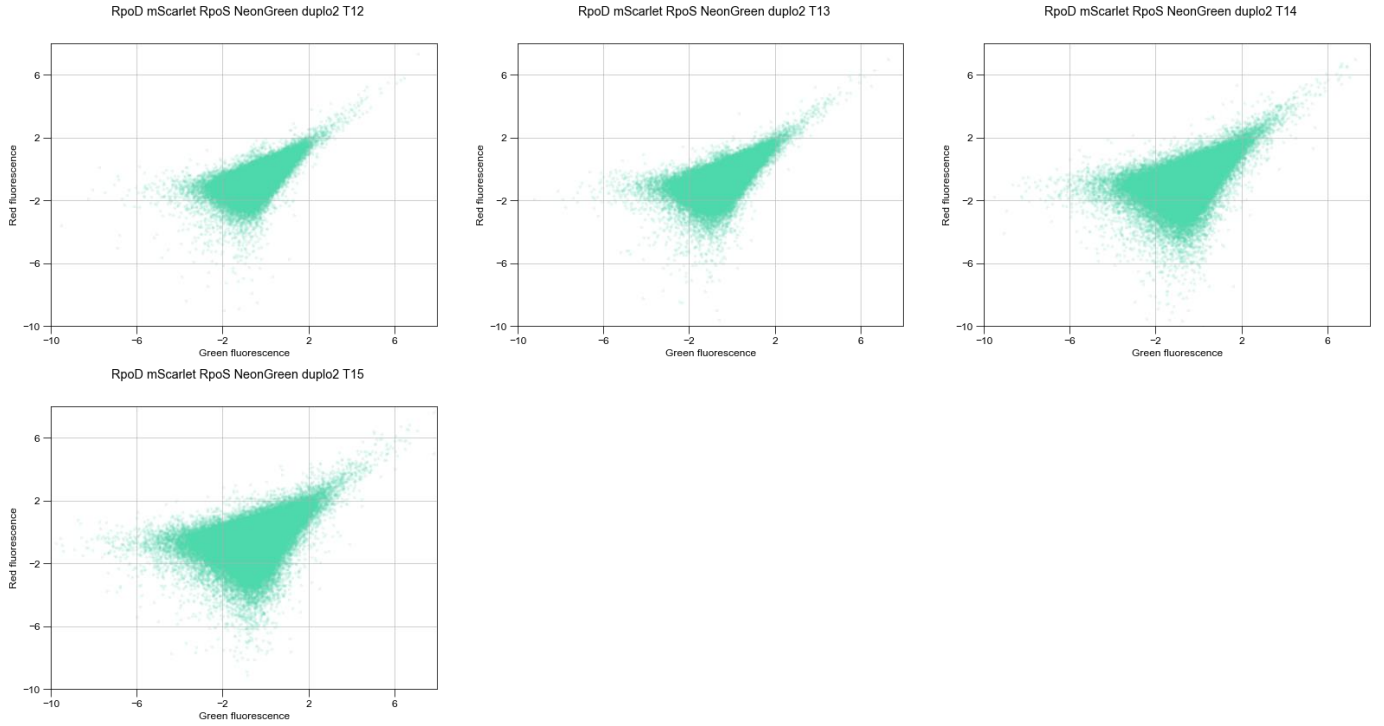 RpoD mScarlet RpoS NeonGreen duplo2 T12
6
2
−2
−6
−10
Red fluorescence
−10 −6 −2 2 6
Green fluorescence
RpoD mScarlet RpoS NeonGreen duplo2 T13
6
2
−2
−6
−10
Red fluorescence
−10 −6 −2 2 6
Green fluorescence
RpoD mScarlet RpoS NeonGreen duplo2 T14
6
2
−2
−6
−10
Red fluorescence
−10 −6 −2 2 6
Green fluorescence
RpoD mScarlet RpoS NeonGreen duplo2 T15
6
2
−2
−6
−10
Red fluorescence
−10 −6 −2 2 6
Green fluorescence